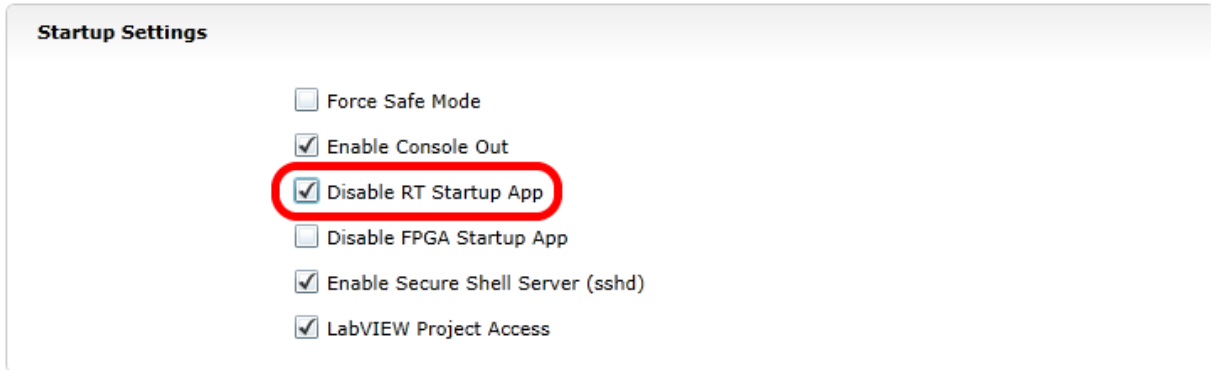 Startup Settings
Force Safe Mode
Enable Console Out
Disable RT Startup App
Disable FPGA Startup App
Enable Secure Shell Server (sshd)
LabVIEW Project Access